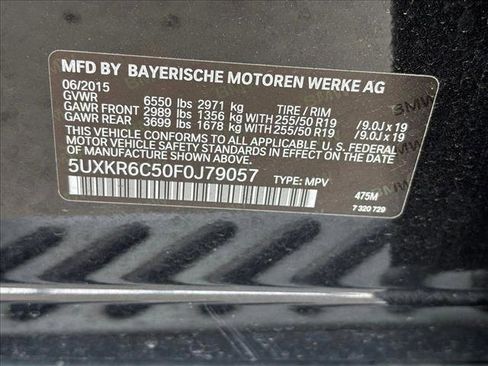 MFD BY BAYERISCHE MOTOREN WERKE AG
06/2015
GVWR 6550 lbs 2971 kg TIRE / RIM
GAWR FRONT 2989 lbs 1356 kg WITH 255/50 R19 /9.0J x 19
GAWR REAR 3699 lbs 1678 kg WITH 255/50 R19 /9.0J x 19
THIS VEHICLE CONFORMS TO ALL APPLICABLE U. S. FEDERAL
MOTOR VEHICLE SAFETY STANDARDS IN EFFECT ON
THE DATE OF MANUFACTURE SHOWN ABOVE.
5UXKR6C50F0J79057 TYPE: MPV
475M
7 320 729
BMW